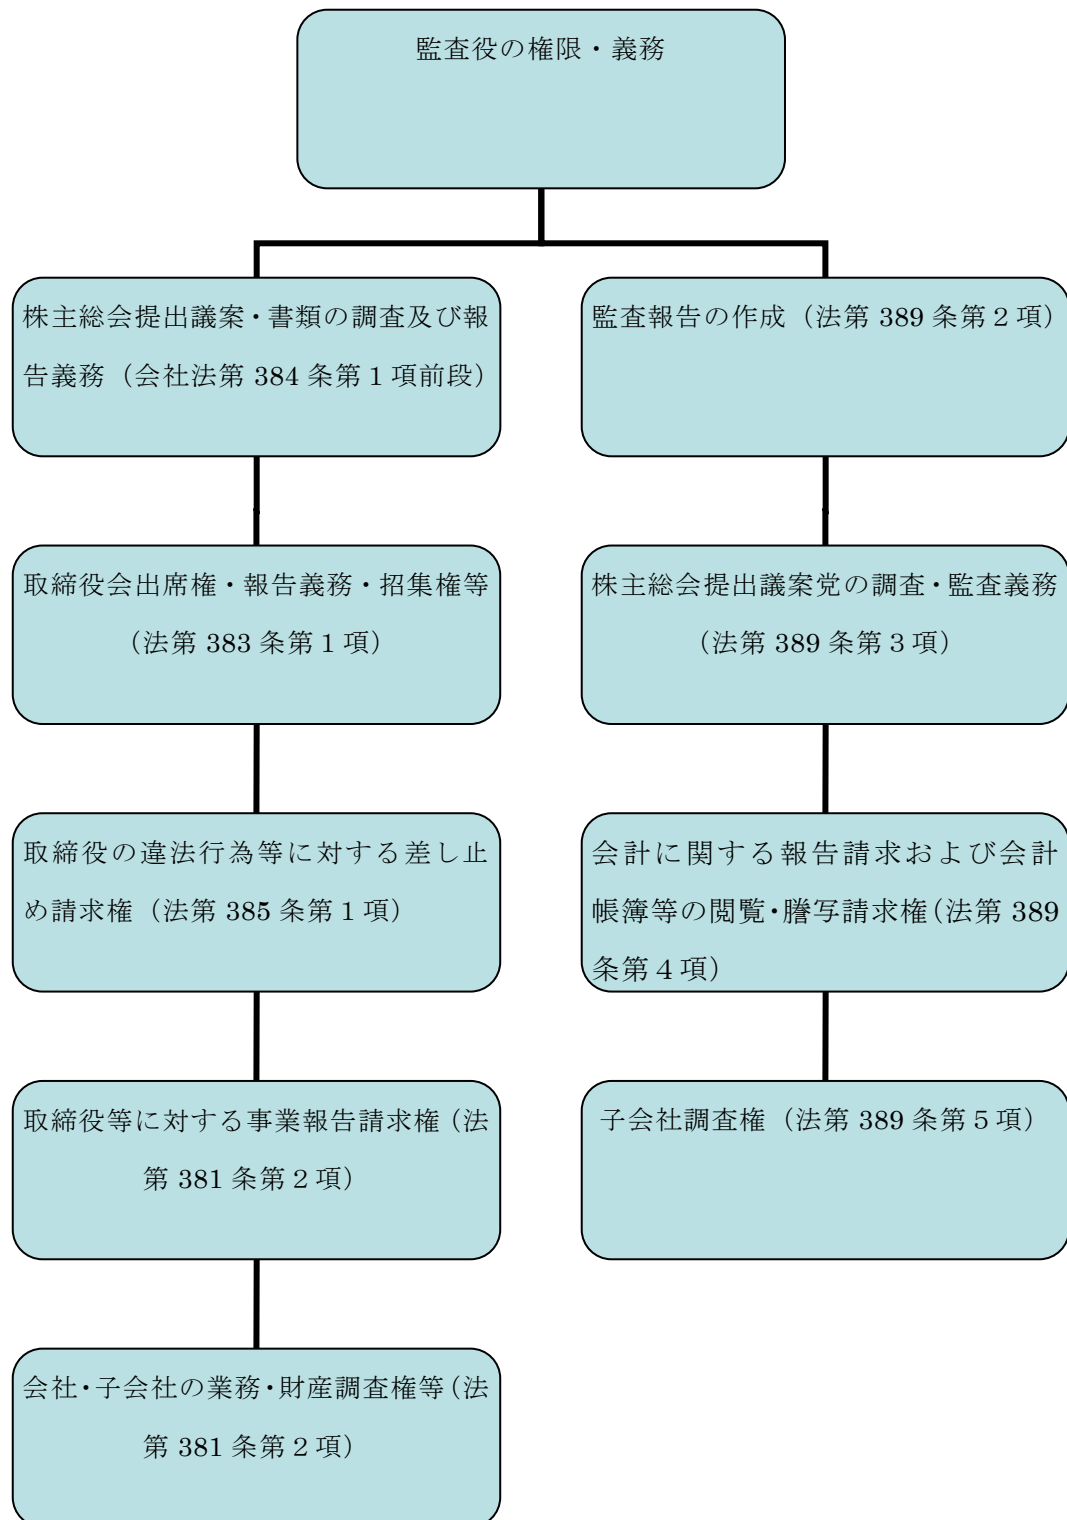 監査役の権限・義務
株主総会提出議案・書類の調査及び報
告義務（会社法第 384 条第１項前段）
取締役会出席権・報告義務・招集権等
（法第 383 条第１項）
取締役の違法行為等に対する差し止
め請求権（法第 385 条第１項）
取締役等に対する事業報告請求権（法
第 381 条第２項）
会社・子会社の業務・財産調査権等（法
第 381 条第２項）
監査報告の作成（法第 389 条第２項）
株主総会提出議案党の調査・監査義務
（法第 389 条第３項）
会計に関する報告請求および会計
帳簿等の閲覧・謄写請求権（法第 389
条第４項）
子会社調査権（法第 389 条第５項）